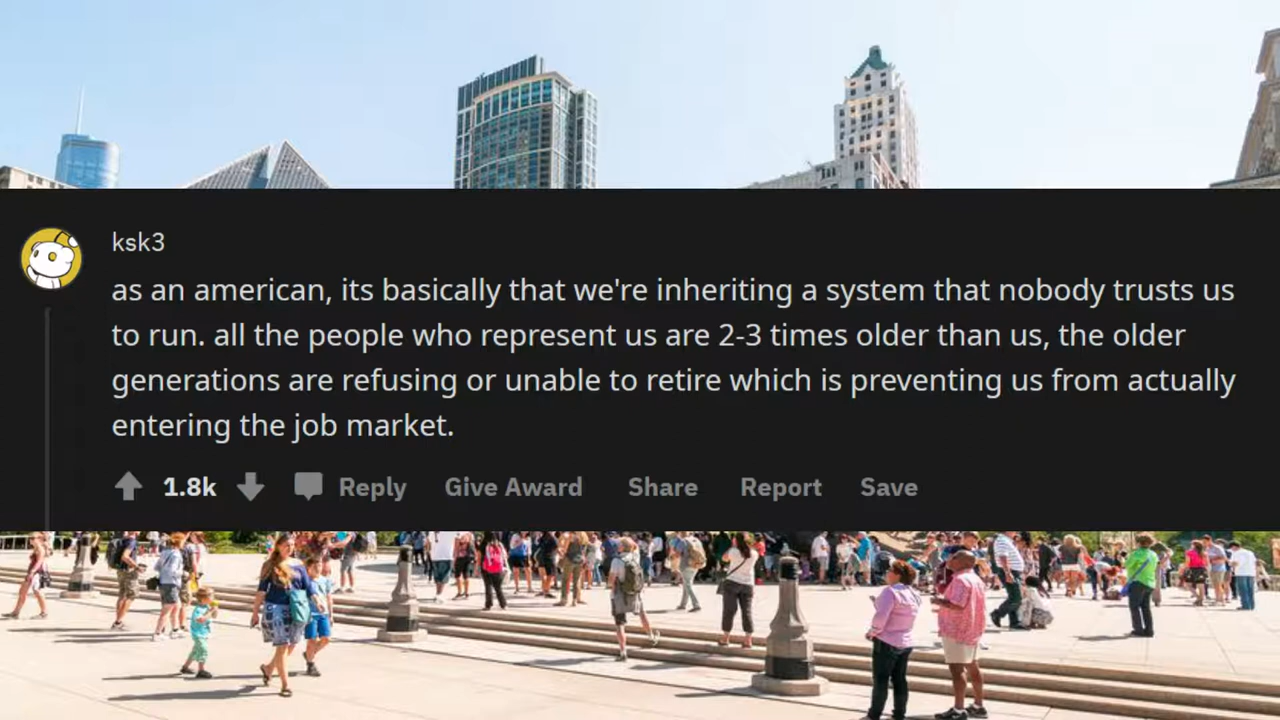 ksk3
as an american, its basically that we're inheriting a system that nobody trusts us
to run. all the people who represent us are 2-3 times older than us, the older
generations are refusing or unable to retire which is preventing us from actually
entering the job market.
1.8k Reply Give Award Share Report Save